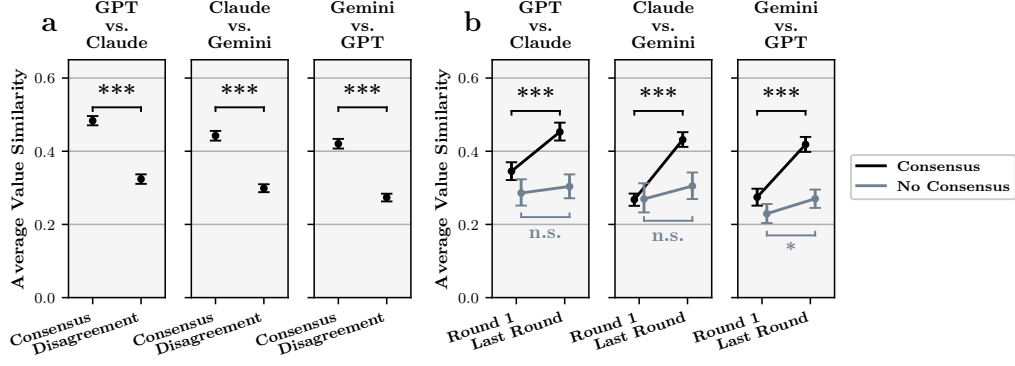 a
GPT
vs.
Claude
Claude
vs.
Gemini
Gemini
vs.
GPT
Average Value Similarity
0.6
0.4
0.2
0.0
***
***
***
Consensus
Disagreement
Consensus
Disagreement
Consensus
Disagreement
b
GPT
vs.
Claude
Claude
vs.
Gemini
Gemini
vs.
GPT
Average Value Similarity
0.6
0.4
0.2
0.0
***
***
***
n.s.
n.s.
*
Round 1
Last Round
Round 1
Last Round
Round 1
Last Round
Consensus
No Consensus